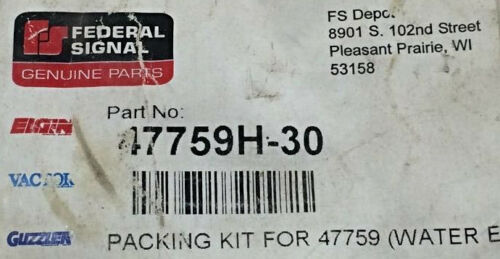 FEDERAL
SIGNAL
GENUINE PARTS
FS Depot
8901 S. 102nd Street
Pleasant Prairie, WI
53158
Part No:
47759H-30
ELGIN
VACTOR
GUZZLER
PACKING KIT FOR 47759 (WATER